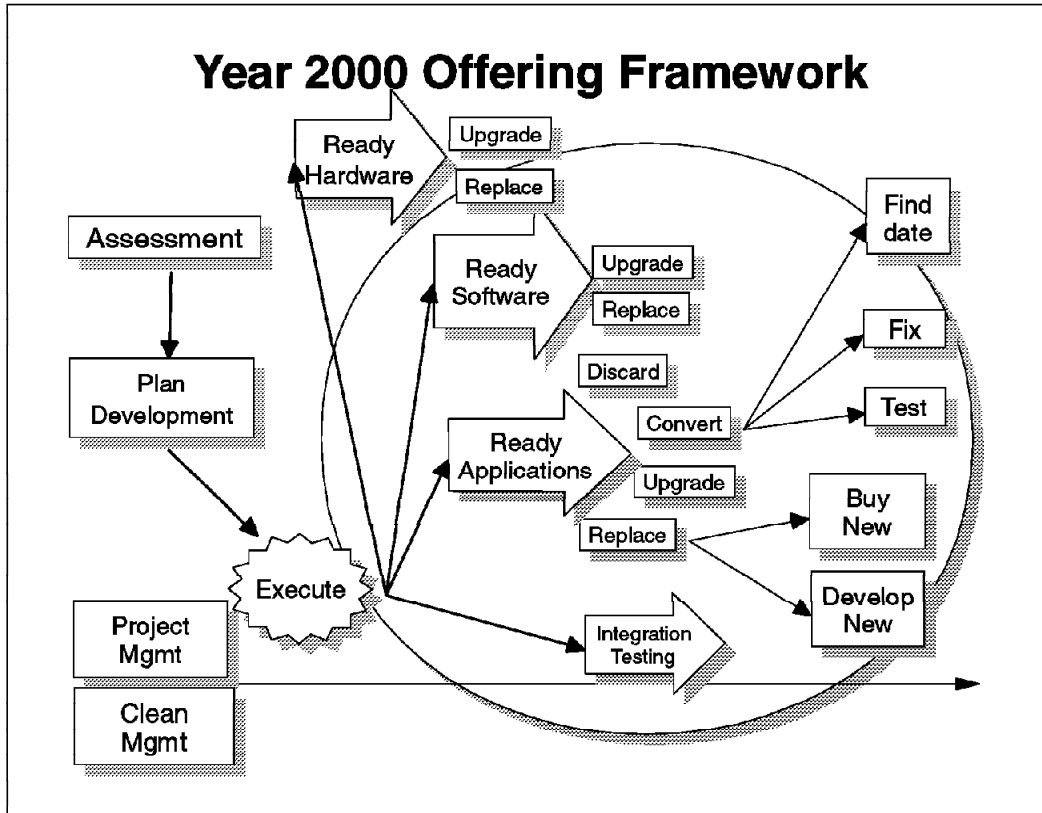 Year 2000 Offering Framework
Ready
Hardware
Upgrade
Replace
Assessment
Ready
Software
Upgrade
Replace
Find
date
Fix
Plan
Development
Discard
Convert
Test
Ready
Applications
Upgrade
Replace
Buy
New
Execute
Develop
New
Project
Mgmt
Integration
Testing
Clean
Mgmt